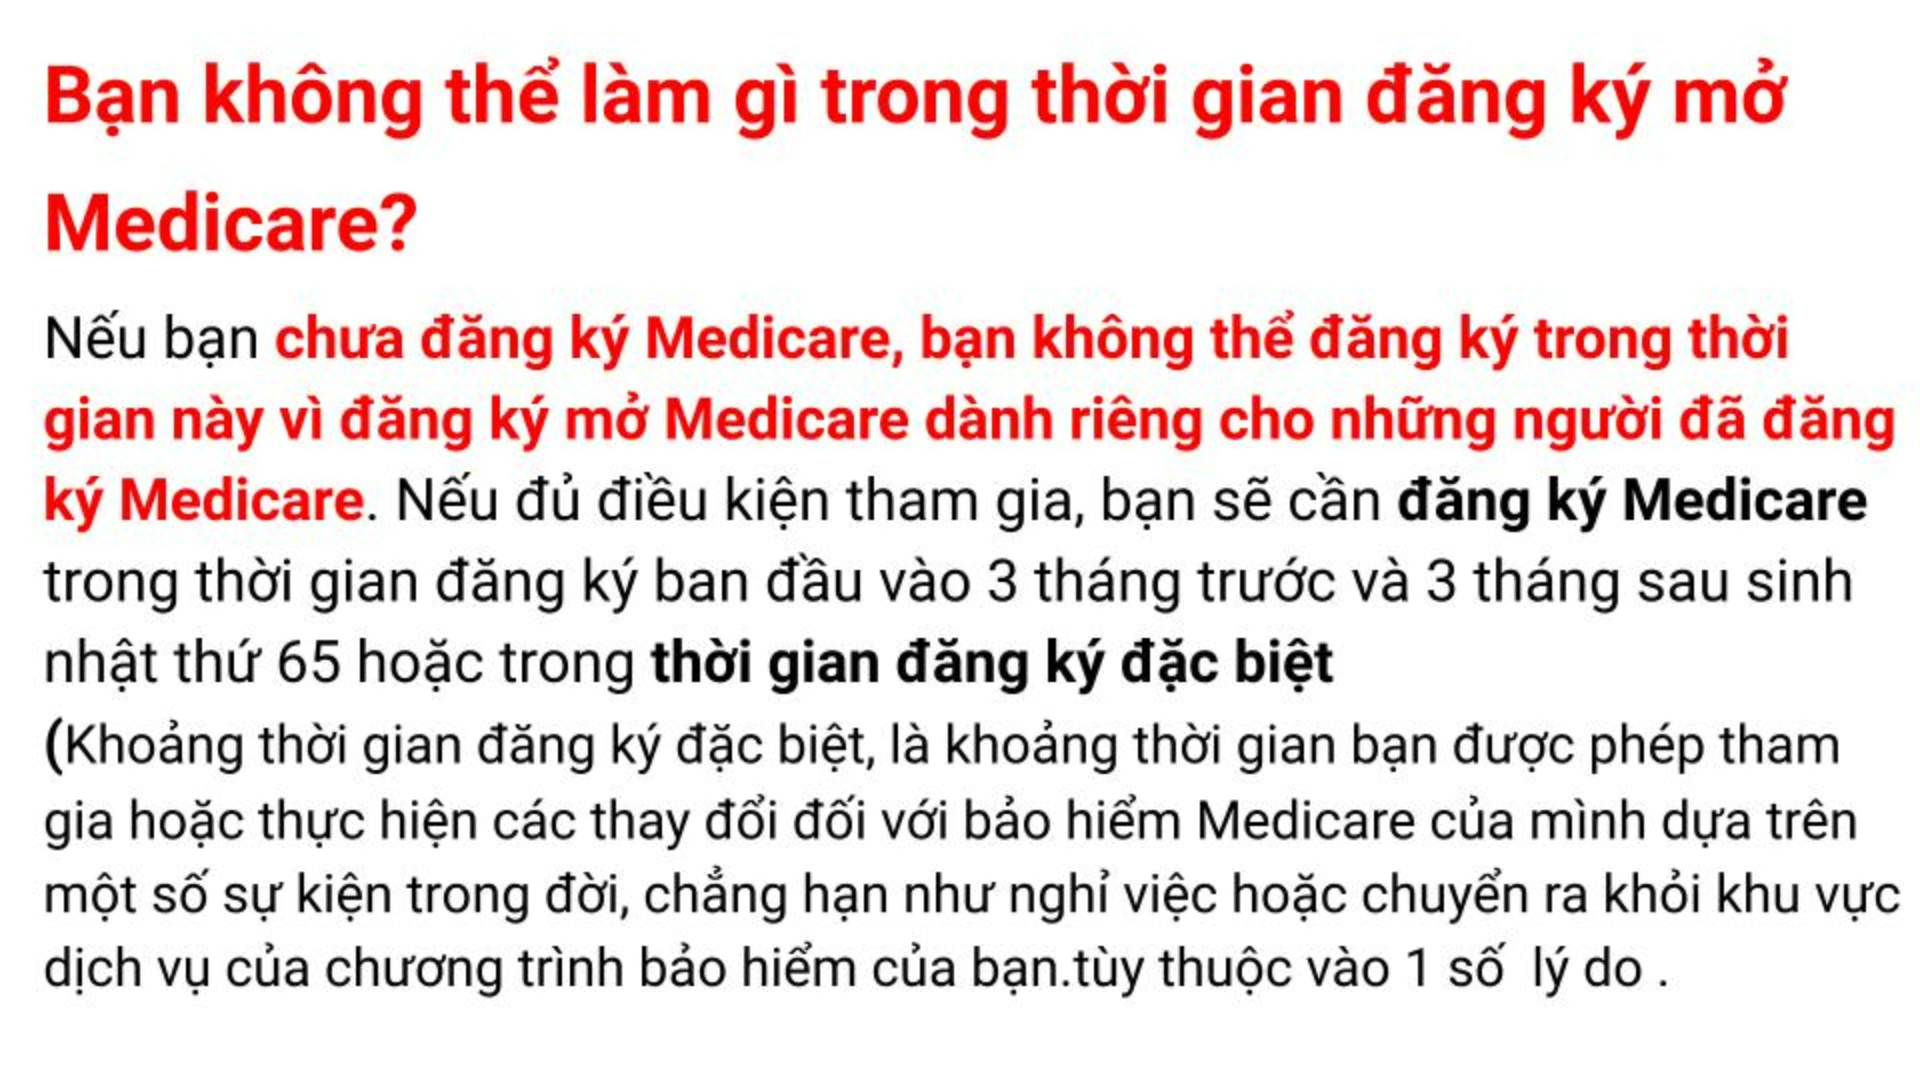 Bạn không thể làm gì trong thời gian đăng ký mở
Medicare?
Nếu bạn chưa đăng ký Medicare, bạn không thể đăng ký trong thời
gian này vì đăng ký mở Medicare dành riêng cho những người đã đăng
ký Medicare. Nếu đủ điều kiện tham gia, bạn sẽ cần đăng ký Medicare
trong thời gian đăng ký ban đầu vào 3 tháng trước và 3 tháng sau sinh
nhật thứ 65 hoặc trong thời gian đăng ký đặc biệt
(Khoảng thời gian đăng ký đặc biệt, là khoảng thời gian bạn được phép tham
gia hoặc thực hiện các thay đổi đối với bảo hiểm Medicare của mình dựa trên
một số sự kiện trong đời, chẳng hạn như nghỉ việc hoặc chuyển ra khỏi khu vực
dịch vụ của chương trình bảo hiểm của bạn.tùy thuộc vào 1 số  lý do .